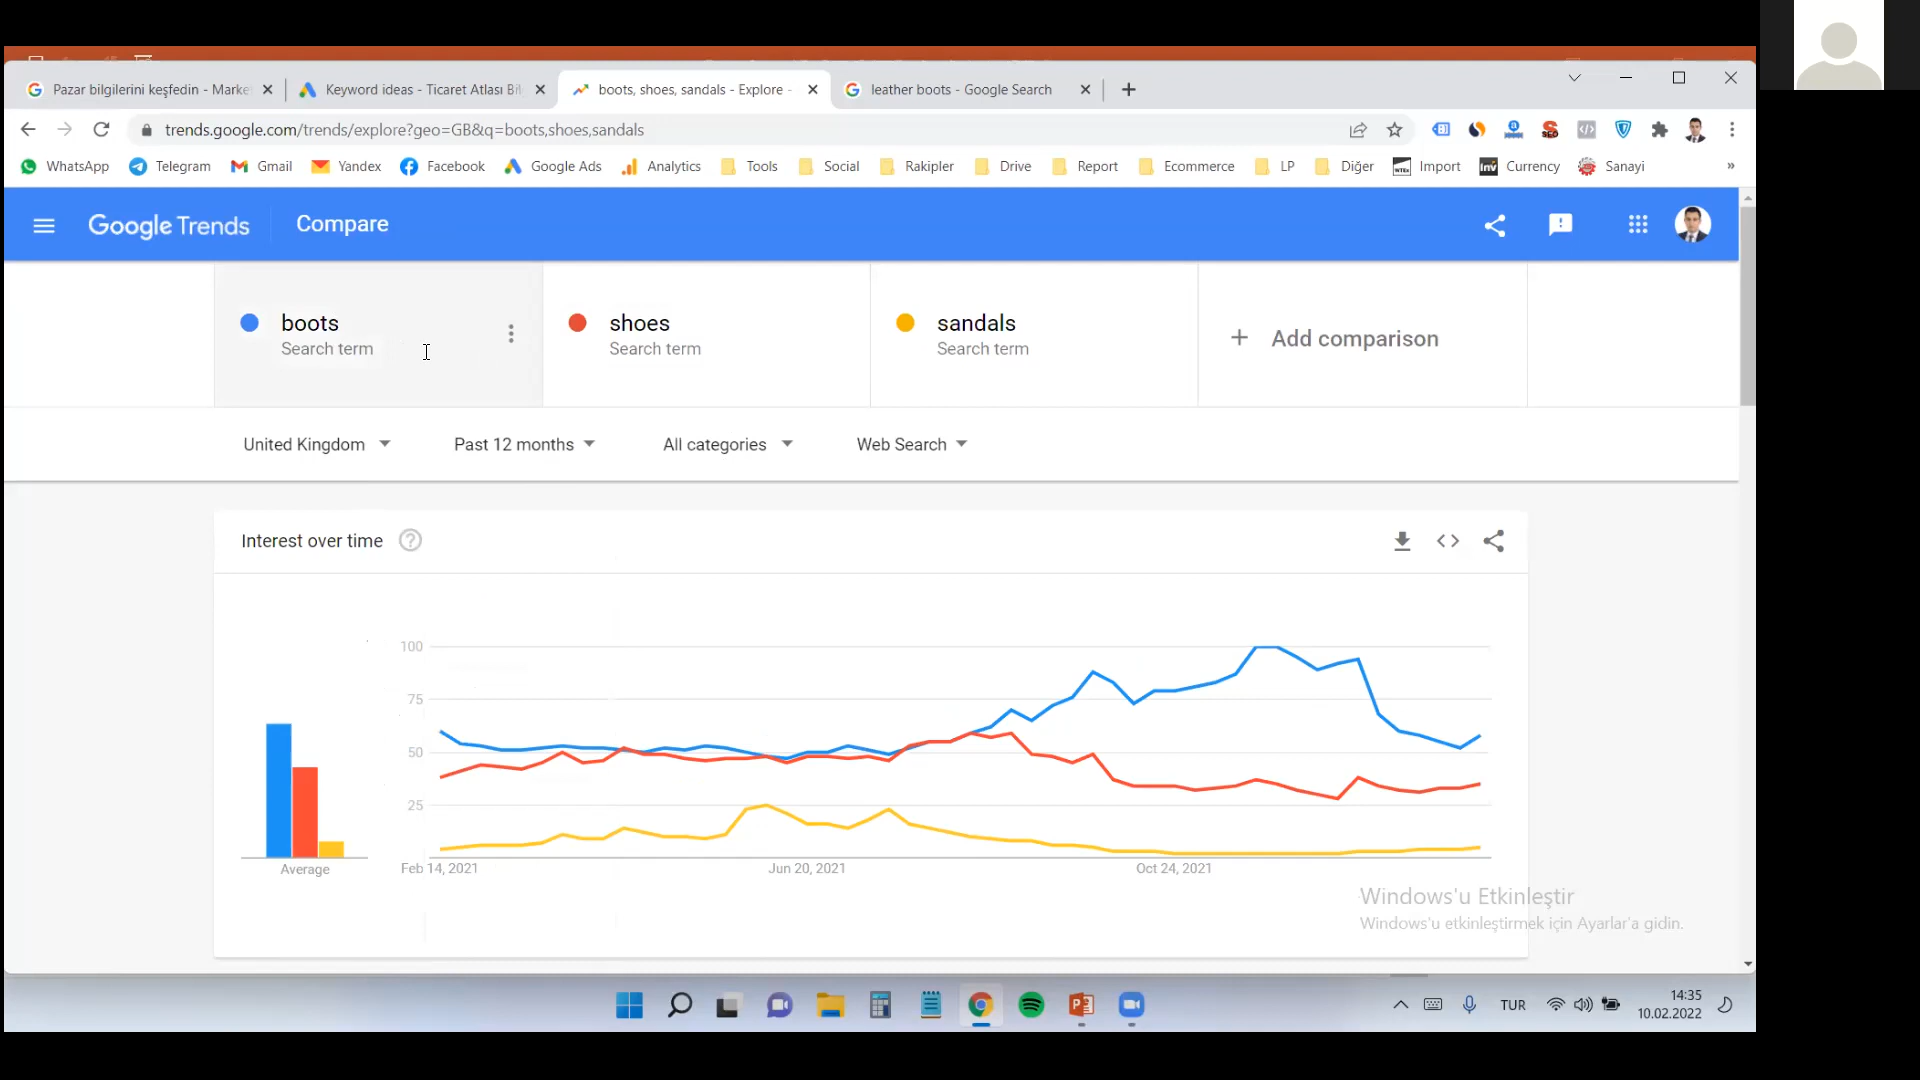 Pazar bilgilerini keşfedin - Marke
Keyword ideas - Ticaret Atlası Bil
boots, shoes, sandals - Explore -
leather boots - Google Search
trends.google.com/trends/explore?geo=GB&q=boots,shoes,sandals
WhatsApp
Telegram
Gmail
Yandex
Facebook
Google Ads
Analytics
Tools
Social
Rakipler
Drive
Report
Ecommerce
LP
Diğer
Import
Currency
Sanayi
»
Google Trends
Compare
boots
Search term
shoes
Search term
sandals
Search term
+ Add comparison
United Kingdom
Past 12 months
All categories
Web Search
Interest over time
?
100
75
50
25
Average
Feb 14, 2021
Jun 20, 2021
Oct 24, 2021
Windows'u Etkinleştir
Windows'u etkinleştirmek için Ayarlar'a gidin.
TUR
14:35
10.02.2022